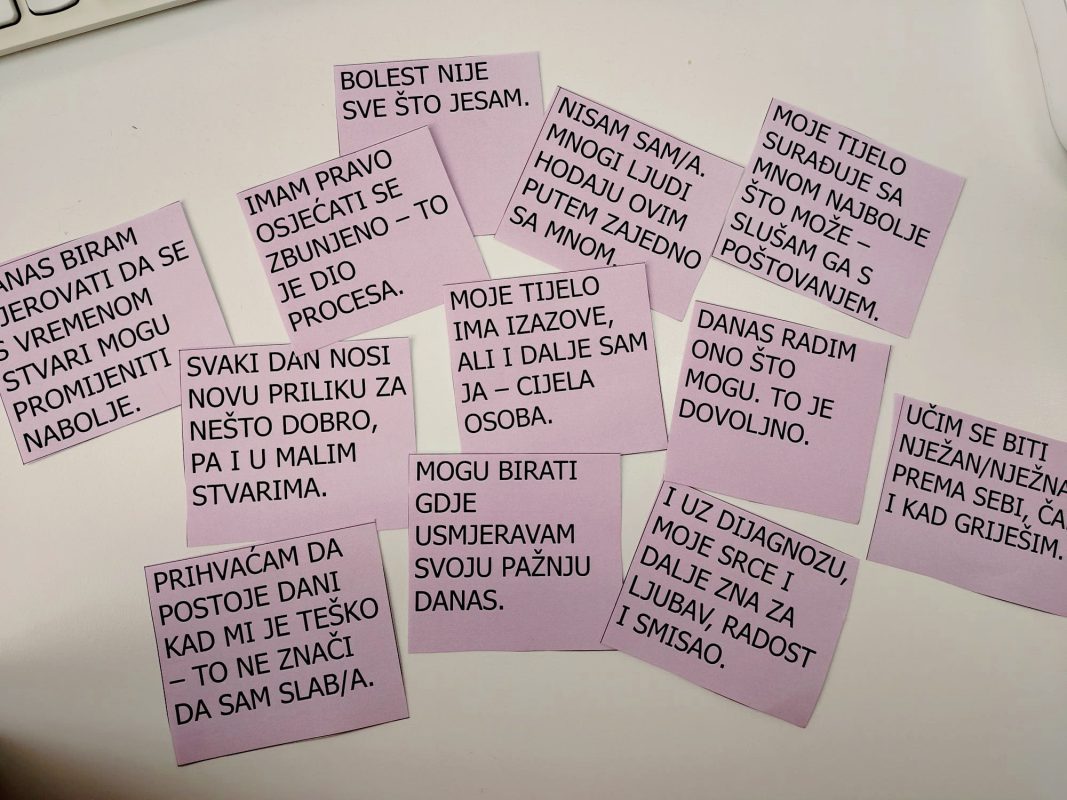 BOLEST NIJE
SVE ŠTO JESAM.
NISAM SAM/A.
MNOGI LJUDI
HODAJU OVIM
PUTEM ZAJEDNO
SA MNOM.
MOJE TIJELO
SURAĐUJE SA
MNOM NAJBOLJE
ŠTO MOŽE –
SLUŠAM GA S
POŠTOVANJEM.
IMAM PRAVO
OSJEĆATI SE
ZBUNJENO – TO
JE DIO
PROCESA.
ANAS BIRAM
JEROVATI DA SE
S VREMENOM
STVARI MOGU
PROMIJENITI
NABOLJE.
SVAKI DAN NOSI
NOVU PRILIKU ZA
NEŠTO DOBRO,
PA I U MALIM
STVARIMA.
MOJE TIJELO
IMA IZAZOVE,
ALI I DALJE SAM
JA – CIJELA
OSOBA.
DANAS RADIM
ONO ŠTO
MOGU. TO JE
DOVOLJNO.
UČIM SE BITI
NJEŽAN/NJEŽNA
PREMA SEBI, ČA
I KAD GRIJEŠIM.
PRIHVAĆAM DA
POSTOJE DANI
KAD MI JE TEŠKO
– TO NE ZNAČI
DA SAM SLAB/A.
MOGU BIRATI
GDJE
USMJERAVAM
SVOJU PAŽNJU
DANAS.
I UZ DIJAGNOZU,
MOJE SRCE I
DALJE ZNA ZA
LJUBAV, RADOST
I SMISAO.